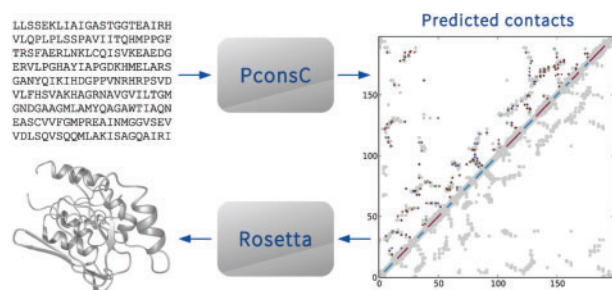 LLSSEKLIAIGASTGGTEAIRH
VLQPLPLSSPAVIITQHMPPGF
TRSFAERLNKLCQISVKEAEDG
ERVLPGHAYIAPGDKHMELARS
GANYQIKIHDGPPVNRHRPSVD
VLFHSVAKHAGRNAVGVILTGM
GNDGAAGMLAMYQAGAWTIAQN
EASCVVFGMPREAINMGGVSEV
VDLSQVSQQMLAKISAGQAIRI
PconsC
Predicted contacts
150
100
50
0
0
50
100
150
Rosetta